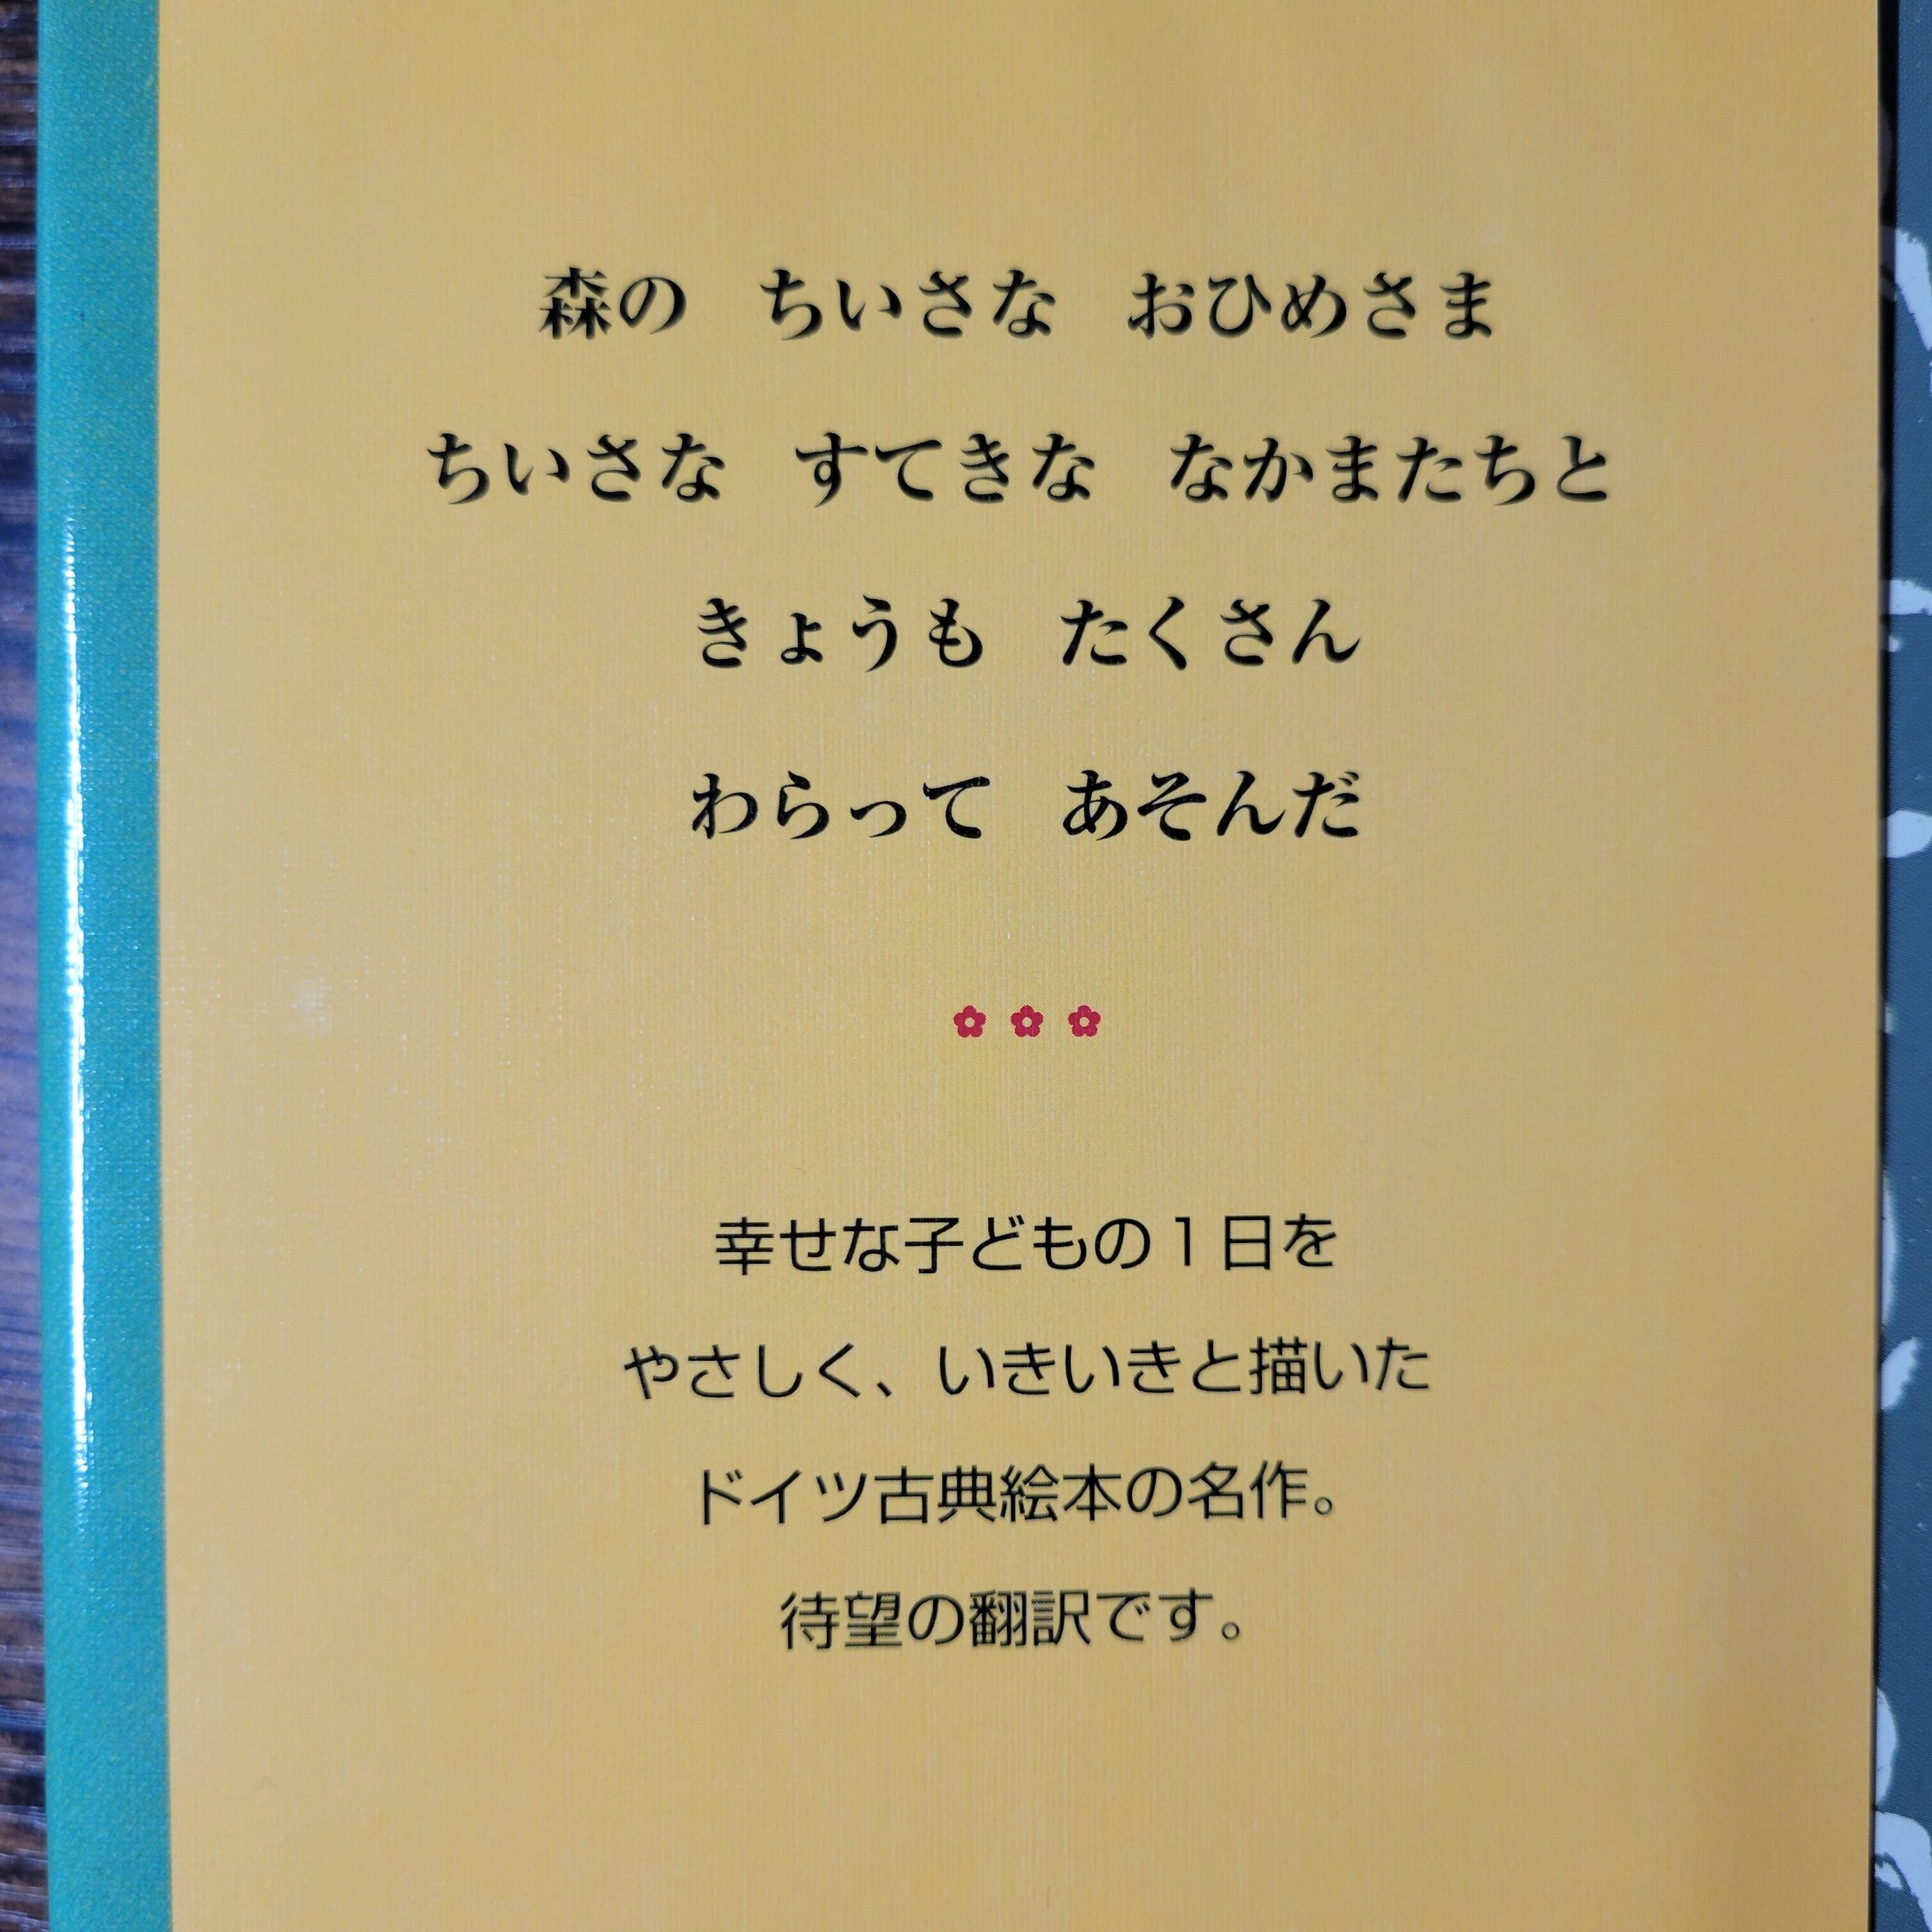 森の　ちいさな　おひめさま
ちいさな　すてきな　なかまたちと
きょうも　たくさん
わらって　あそんだ
幸せな子どもの１日を
やさしく、いきいきと描いた
ドイツ古典絵本の名作。
待望の翻訳です。